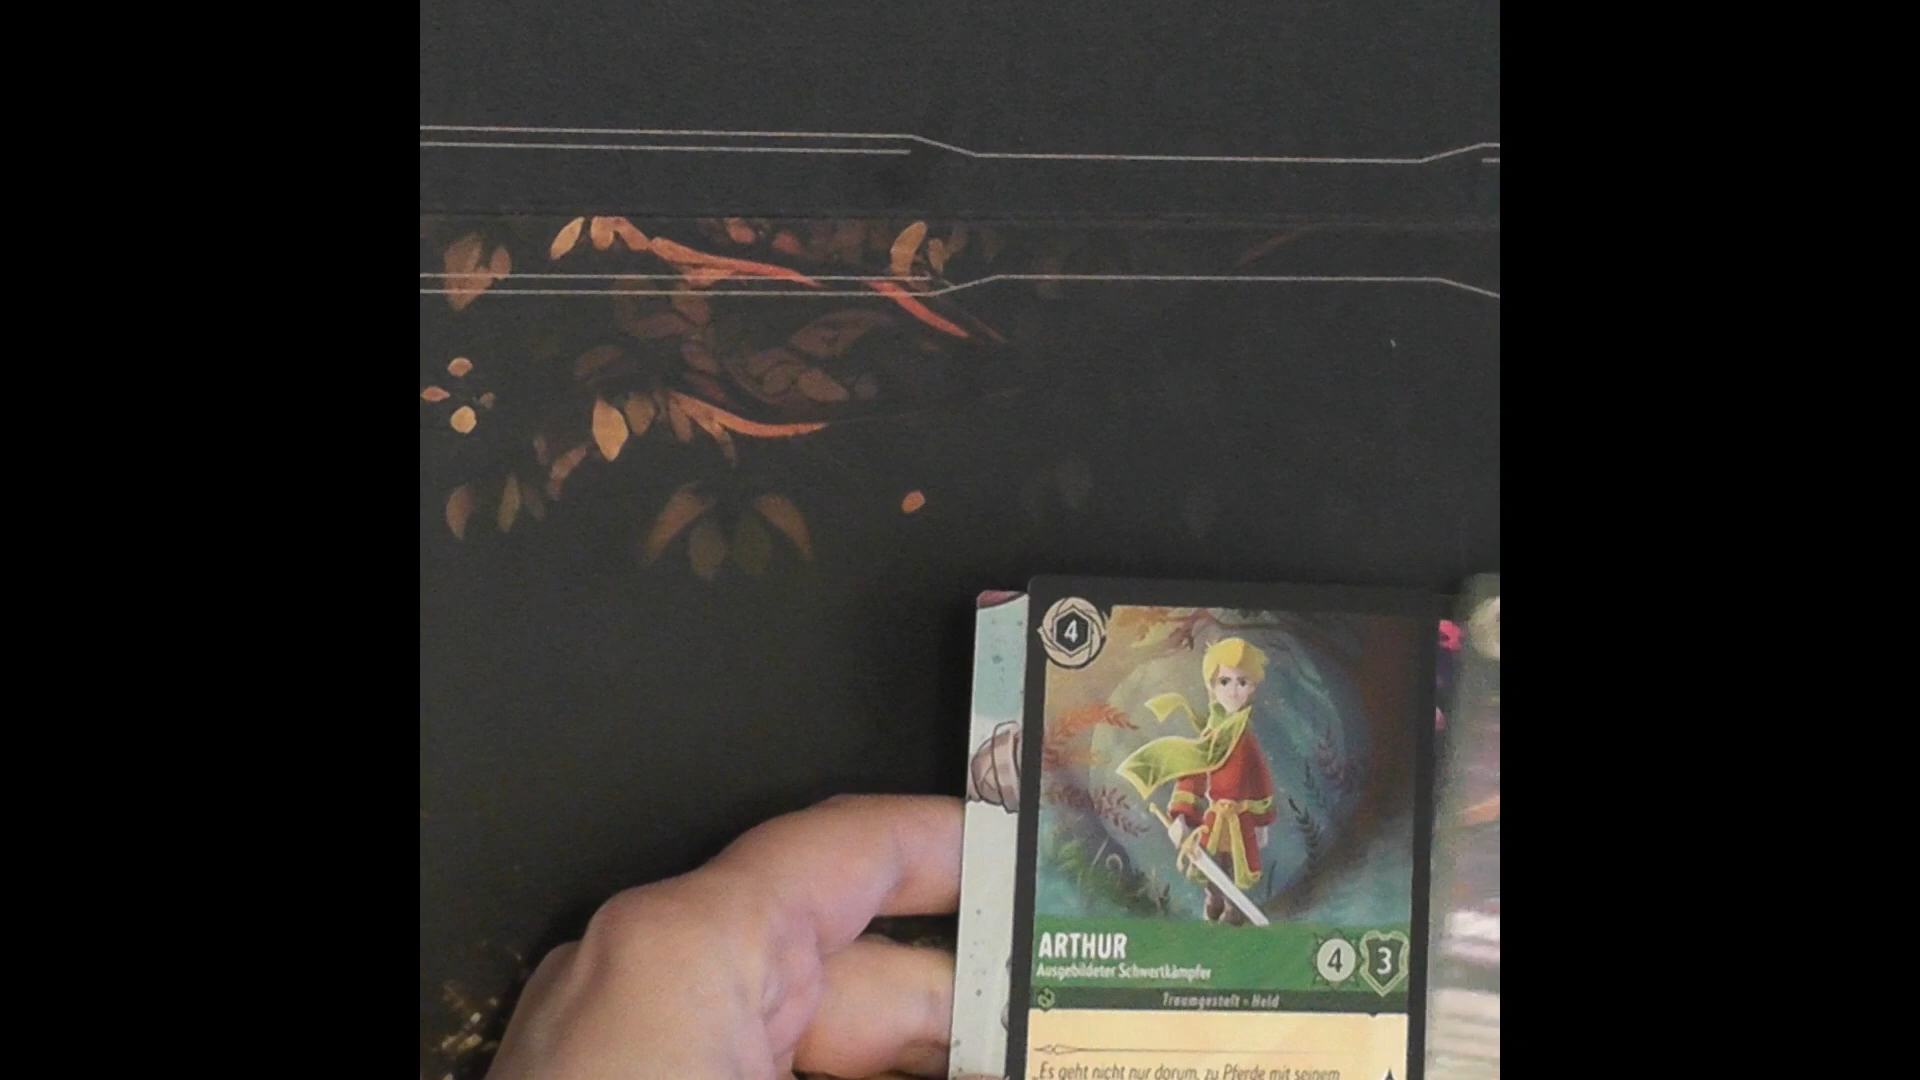 4
ARTHUR
Ausgebildeter Schwertkämpfer
4 3
Traumgestalt • Held
„Es geht nicht nur darum, zu Pferde mit seinem